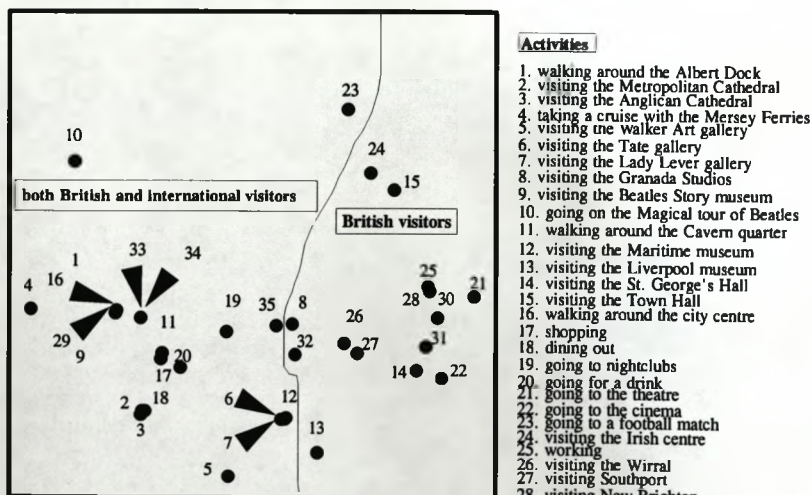 23
24
10
15
both British and international visitors
British visitors
33
34
1
16
4
25
21
28
30
19
35
8
26
11
29
9
32
27
31
20
17
14
22
6
12
2
18
3
7
13
5
Activities
1. walking around the Albert Dock
2. visiting the Metropolitan Cathedral
3. visiting the Anglican Cathedral
4. taking a cruise with the Mersey Ferries
5. visiting the Walker Art gallery
6. visiting the Tate gallery
7. visiting the Lady Lever gallery
8. visiting the Granada Studios
9. visiting the Beatles Story museum
10. going on the Magical tour of Beatles
11. walking around the Cavern quarter
12. visiting the Maritime museum
13. visiting the Liverpool museum
14. visiting the St. George's Hall
15. visiting the Town Hall
16. walking around the city centre
17. shopping
18. dining out
19. going to nightclubs
20. going for a drink
21. going to the theatre
22. going to the cinema
23. going to a football match
24. visiting the Irish centre
25. working
26. visiting the Wirral
27. visiting Southport
28. visiting New Brighton